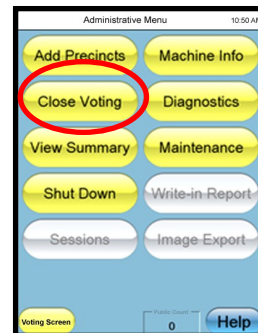 Administrative Menu 10:50 AM
Add Precincts Machine Info
Close Voting Diagnostics
View Summary Maintenance
Shut Down Write-in Report
Sessions Image Export
Public Count
Voting Screen 0 Help